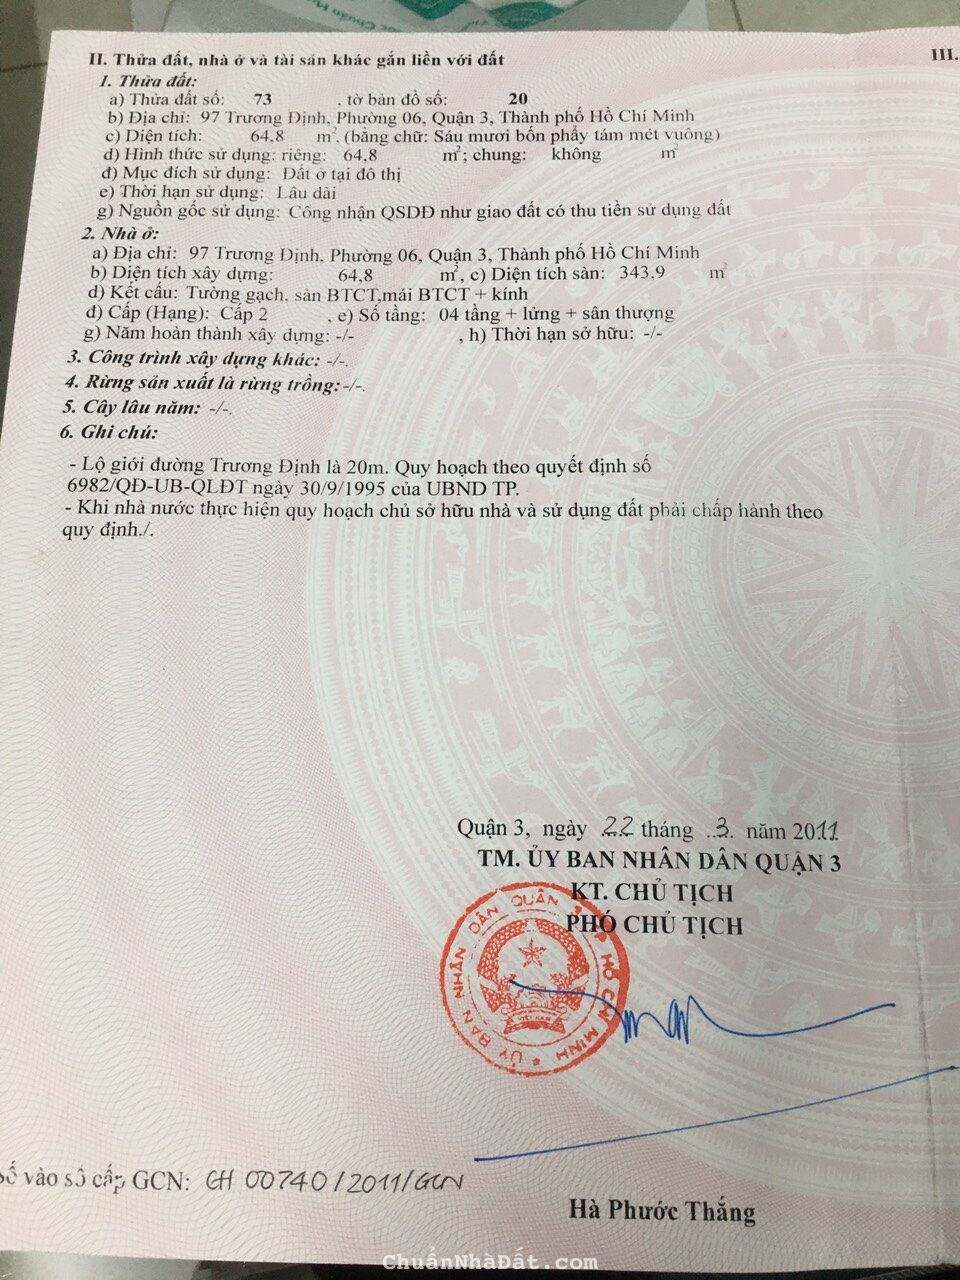 II. Thửa đất, nhà ở và tài sản khác gắn liền với đất
III.
1. Thửa đất:
a) Thửa đất số: 73 , tờ bản đồ số: 20
b) Địa chỉ: 97 Trương Định, Phường 06, Quận 3, Thành phố Hồ Chí Minh
c) Diện tích: 64,8 m², (bằng chữ: Sáu mươi bốn phẩy tám mét vuông)
d) Hình thức sử dụng: riêng: 64,8 m²; chung: không m²
đ) Mục đích sử dụng: Đất ở tại đô thị
e) Thời hạn sử dụng: Lâu dài
g) Nguồn gốc sử dụng: Công nhận QSDĐ như giao đất có thu tiền sử dụng đất
2. Nhà ở:
a) Địa chỉ: 97 Trương Định, Phường 06, Quận 3, Thành phố Hồ Chí Minh
b) Diện tích xây dựng: 64,8 m², c) Diện tích sàn: 343,9 m²
d) Kết cấu: Tường gạch, sàn BTCT,mái BTCT + kính
đ) Cấp (Hạng): Cấp 2 , e) Số tầng: 04 tầng + lửng + sân thượng
g) Năm hoàn thành xây dựng: -/- , h) Thời hạn sở hữu: -/-
3. Công trình xây dựng khác: -/-.
4. Rừng sản xuất là rừng trồng: -/-.
5. Cây lâu năm: -/-.
6. Ghi chú:
- Lộ giới đường Trương Định là 20m. Quy hoạch theo quyết định số
6982/QĐ-UB-QLĐT ngày 30/9/1995 của UBND TP.
- Khi nhà nước thực hiện quy hoạch chủ sở hữu nhà và sử dụng đất phải chấp hành theo
quy định./.
Quận 3, ngày 22 tháng .3. năm 2011
TM. ỦY BAN NHÂN DÂN QUẬN 3
KT. CHỦ TỊCH
PHÓ CHỦ TỊCH
ỦY BAN NHÂN DÂN QUẬN 3 TP HỒ CHÍ MINH ★
VIỆT NAM
Số vào sổ cấp GCN: CH 00740/2011/GCN
Hà Phước Thắng
ChuẩnNhàĐất.com